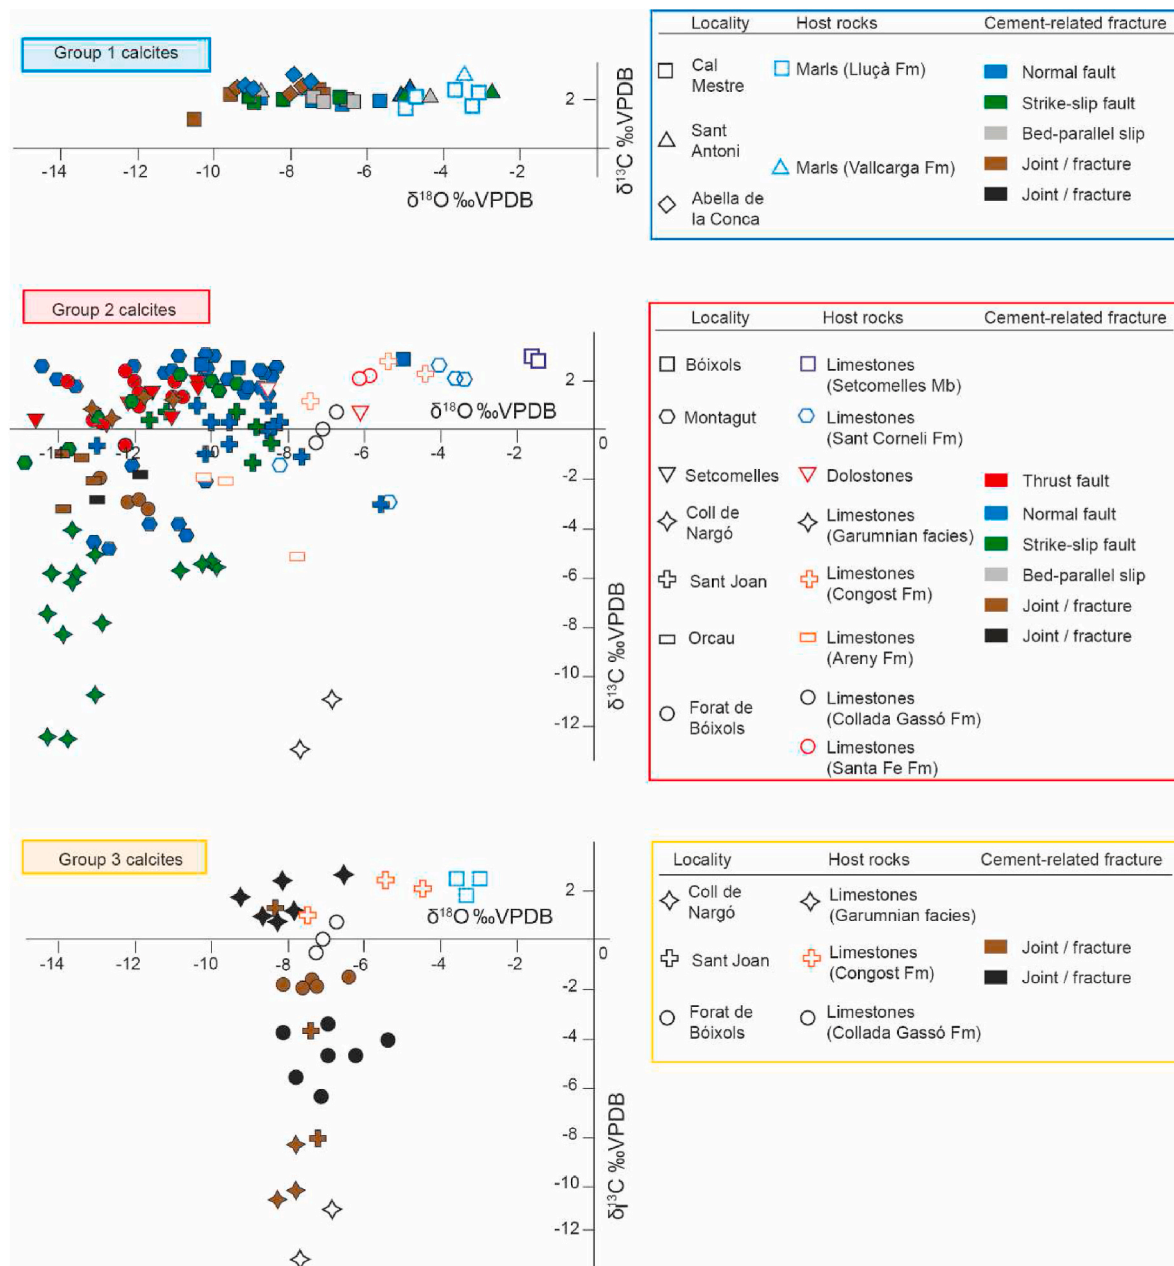 Group 1 calcites
2
-14
-12
-10
-8
-6
-4
-2
δ18O ‰VPDB
δ13C ‰VPDB
Locality
Host rocks
Cement-related fracture
Cal
Mestre
Marls (Lluçà Fm)
Normal fault
Strike-slip fault
Sant
Antoni
Marls (Vallcarga Fm)
Bed-parallel slip
Joint / fracture
Joint / fracture
Abella de
la Conca
Group 2 calcites
2
δ18O ‰VPDB
-14
-12
-10
-8
-6
-4
-2
0
-2
-4
-6
-8
-10
-12
δ13C ‰VPDB
Locality
Host rocks
Cement-related fracture
Bóixols
Limestones
(Setcomelles Mb)
Montagut
Limestones
(Sant Corneli Fm)
Setcomelles
Dolostones
Thrust fault
Coll de
Nargó
Limestones
(Garumnian facies)
Normal fault
Strike-slip fault
Sant Joan
Limestones
(Congost Fm)
Bed-parallel slip
Joint / fracture
Orcau
Limestones
(Areny Fm)
Joint / fracture
Forat de
Bóixols
Limestones
(Collada Gassó Fm)
Limestones
(Santa Fe Fm)
Group 3 calcites
2
δ18O ‰VPDB
-14
-12
-10
-8
-6
-4
-2
0
-2
-4
-6
-8
-10
-12
δ13C ‰VPDB
Locality
Host rocks
Cement-related fracture
Coll de
Nargó
Limestones
(Garumnian facies)
Joint / fracture
Sant Joan
Limestones
(Congost Fm)
Joint / fracture
Forat de
Bóixols
Limestones
(Collada Gassó Fm)